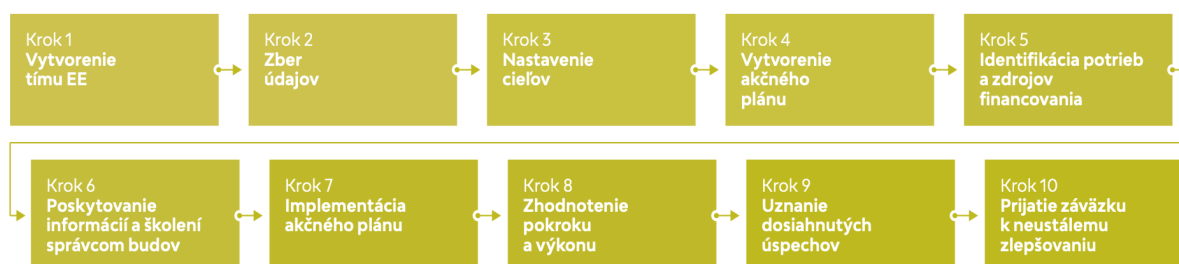 Krok 1
Vytvorenie
tímu EE
Krok 2
Zber
údajov
Krok 3
Nastavenie
cieľov
Krok 4
Vytvorenie
akčného
plánu
Krok 5
Identifikácia potrieb
a zdrojov
financovania
Krok 6
Poskytovanie
informácií a školení
správcom budov
Krok 7
Implementácia
akčného plánu
Krok 8
Zhodnotenie
pokroku
a výkonu
Krok 9
Uznanie
dosiahnutých
úspechov
Krok 10
Prijatie záväzku
k neustálemu
zlepšovaniu